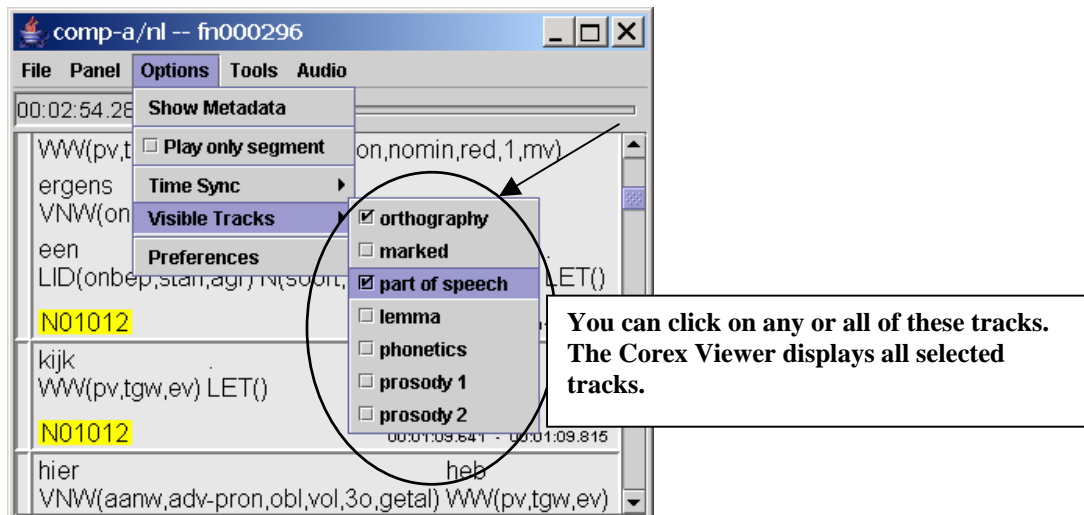 comp-a/nl -- fn000296
File Panel Options Tools Audio
00:02:54.28
Show Metadata
WW(pv,t
Play only segment
on,nomin,red,1,mv)
ergens
Time Sync
VNW(on
Visible Tracks
orthography
een
Preferences
marked
LID(onbep,stan,agr) N(soort,
part of speech
LET()
N01012
lemma
kijk .
phonetics
WW(pv,tgw,ev) LET()
prosody 1
prosody 2
N01012
00:01:09.641 - 00:01:09.815
hier heb
VNW(aanw,adv-pron,obl,vol,3o,getal) WW(pv,tgw,ev)
You can click on any or all of these tracks.
The Corex Viewer displays all selected
tracks.